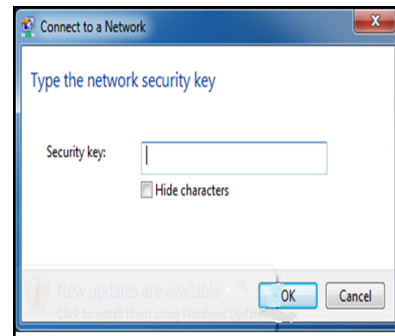 Connect to a Network
Type the network security key
Security key:
Hide characters
New updates are available
Click to install them using Windows Update
OK Cancel